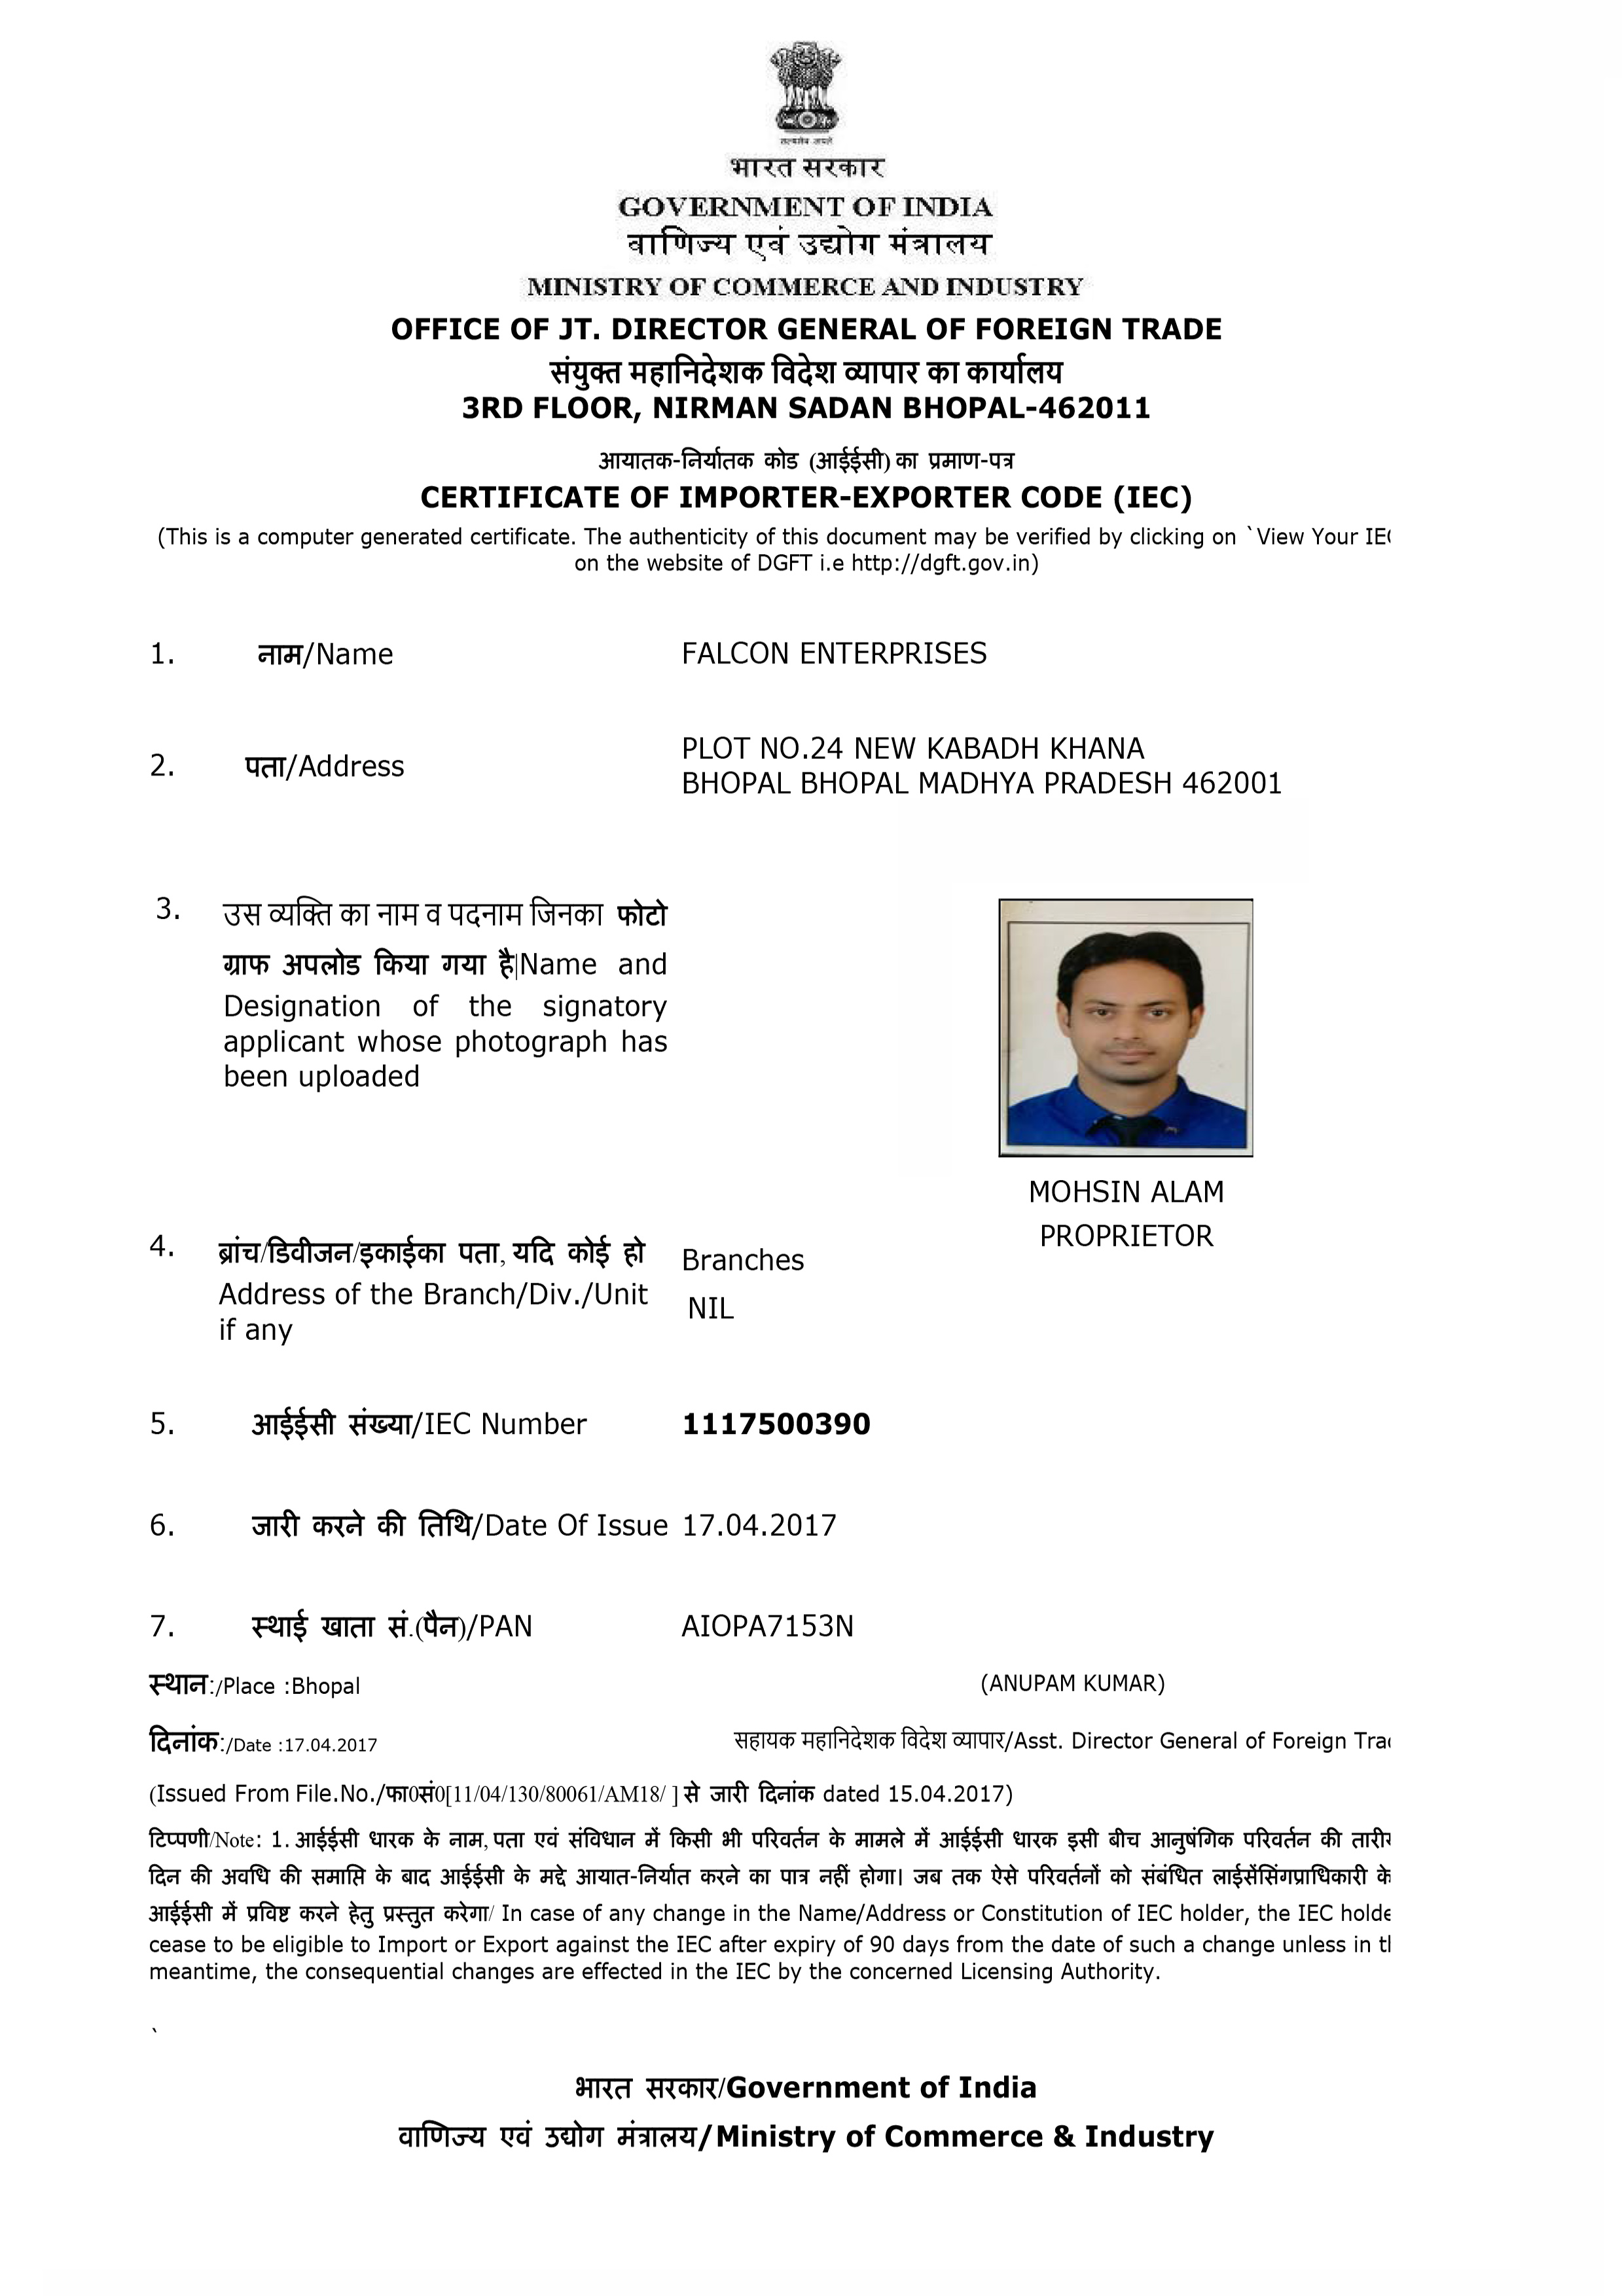 सत्यमेव जयते
भारत सरकार
GOVERNMENT OF INDIA
वाणिज्य एवं उद्योग मंत्रालय
MINISTRY OF COMMERCE AND INDUSTRY
OFFICE OF JT. DIRECTOR GENERAL OF FOREIGN TRADE
संयुक्त महानिदेशक विदेश व्यापार का कार्यालय
3RD FLOOR, NIRMAN SADAN BHOPAL-462011
आयातक-निर्यातक कोड (आईईसी) का प्रमाण-पत्र
CERTIFICATE OF IMPORTER-EXPORTER CODE (IEC)
(This is a computer generated certificate. The authenticity of this document may be verified by clicking on `View Your IEC
on the website of DGFT i.e http://dgft.gov.in)
1. नाम/Name FALCON ENTERPRISES
2. पता/Address PLOT NO.24 NEW KABADH KHANA
BHOPAL BHOPAL MADHYA PRADESH 462001
3. उस व्यक्ति का नाम व पदनाम जिनका फोटो
ग्राफ अपलोड किया गया है|Name and
Designation of the signatory
applicant whose photograph has
been uploaded
MOHSIN ALAM
PROPRIETOR
4. ब्रांच/डिवीजन/इकाईका पता, यदि कोई हो Branches
Address of the Branch/Div./Unit NIL
if any
5. आईईसी संख्या/IEC Number 1117500390
6. जारी करने की तिथि/Date Of Issue 17.04.2017
7. स्थाई खाता सं.(पैन)/PAN AIOPA7153N
स्थान:/Place :Bhopal (ANUPAM KUMAR)
दिनांक:/Date :17.04.2017 सहायक महानिदेशक विदेश व्यापार/Asst. Director General of Foreign Tra
(Issued From File.No./फा0सं0[11/04/130/80061/AM18/ ] से जारी दिनांक dated 15.04.2017)
टिप्पणी/Note: 1. आईईसी धारक के नाम, पता एवं संविधान में किसी भी परिवर्तन के मामले में आईईसी धारक इसी बीच आनुषंगिक परिवर्तन की
दिन की अवधि की समाप्ति के बाद आईईसी के मद्दे आयात-निर्यात करने का पात्र नहीं होगा। जब तक ऐसे परिवर्तनों को संबंधित लाईसेंसिंगप्राधिकारी के
आईईसी में प्रविष्ट करने हेतु प्रस्तुत करेगा/ In case of any change in the Name/Address or Constitution of IEC holder, the IEC holde
cease to be eligible to Import or Export against the IEC after expiry of 90 days from the date of such a change unless in
meantime, the consequential changes are effected in the IEC by the concerned Licensing Authority.
`
भारत सरकार/Government of India
वाणिज्य एवं उद्योग मंत्रालय/Ministry of Commerce & Industry